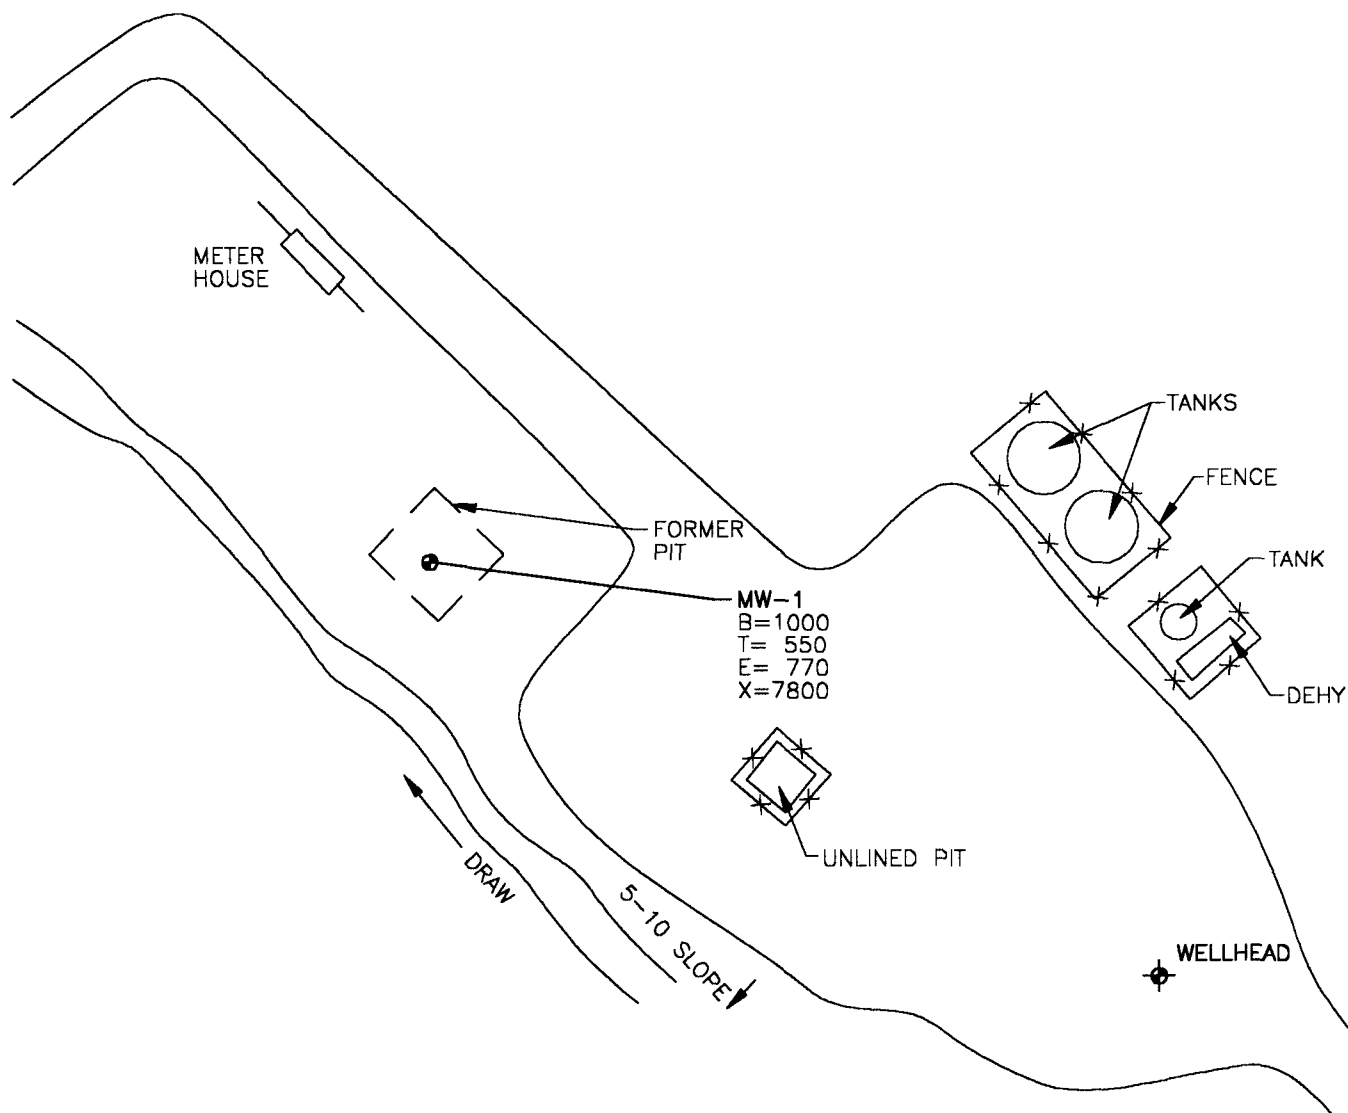 METER
HOUSE
TANKS
FENCE
FORMER
PIT
TANK
MW-1
B=1000
T= 550
E= 770
X=7800
DEHY
UNLINED PIT
DRAW
5-10 SLOPE
WELLHEAD